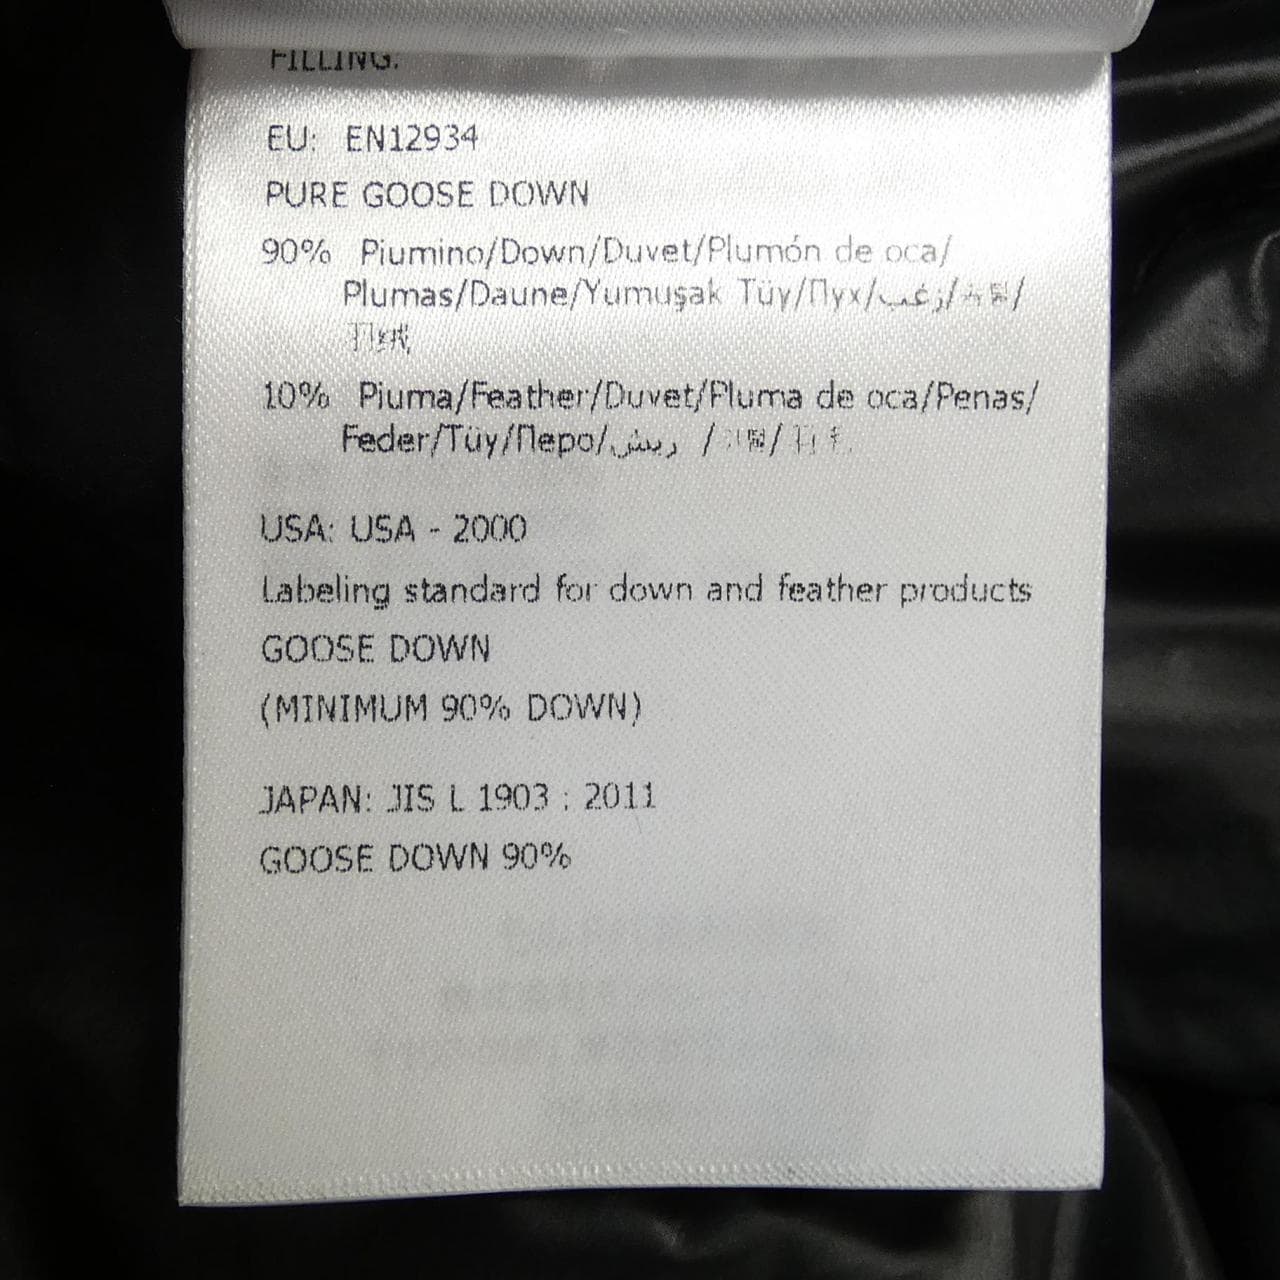 FILLING:
EU: EN12934
PURE GOOSE DOWN
90% Piumino/Down/Duvet/Plumón de oca/
Plumas/Daune/Yumuşak Tüy/Пух/زغب/
10% Piuma/Feather/Duvet/Pluma de oca/Penas/
Feder/Tüy/Перо/ريش /
USA: USA - 2000
Labeling standard for down and feather products
GOOSE DOWN
(MINIMUM 90% DOWN)
JAPAN: JIS L 1903 : 2011
GOOSE DOWN 90%